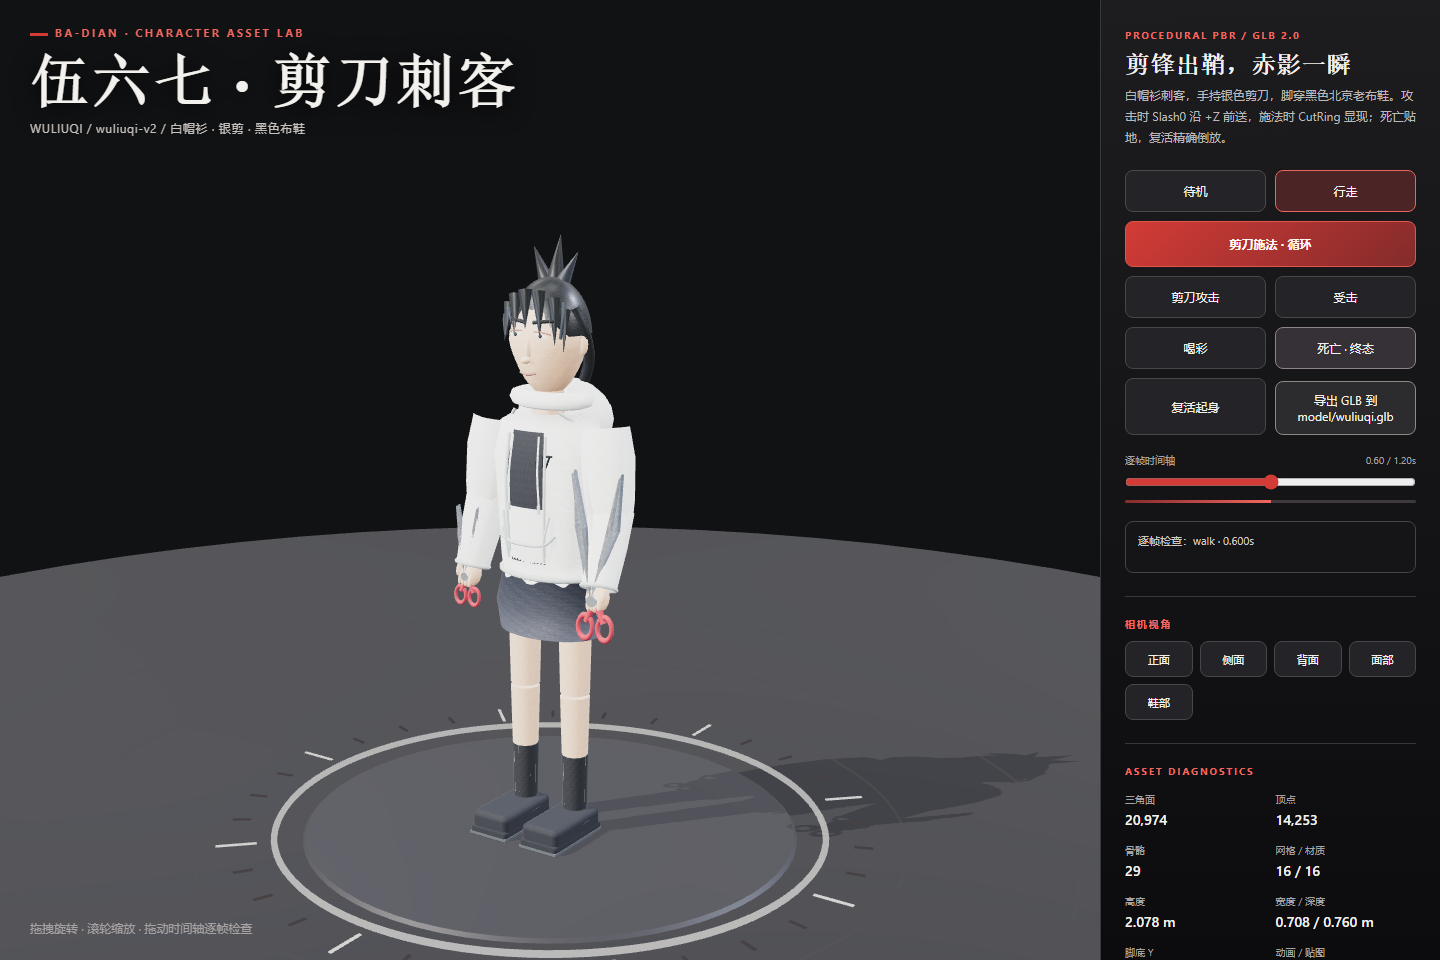 BA-DIAN · CHARACTER ASSET LAB
伍六七 · 剪刀刺客
WULIUQI / wuliuqi-v2 / 白帽衫 · 银剪 · 黑色布鞋
拖拽旋转 · 滚轮缩放 · 拖动时间轴逐帧检查
PROCEDURAL PBR / GLB 2.0
剪锋出鞘，赤影一瞬
白帽衫刺客，手持银色剪刀，脚穿黑色北京老布鞋。攻
击时 Slash0 沿 +Z 前送，施法时 CutRing 显现；死亡贴
地，复活精确倒放。
待机
行走
剪刀施法 · 循环
剪刀攻击
受击
喝彩
死亡 · 终态
复活起身
导出 GLB 到
model/wuliuqi.glb
逐帧时间轴
0.60 / 1.20s
逐帧检查：walk · 0.600s
相机视角
正面
侧面
背面
面部
鞋部
ASSET DIAGNOSTICS
三角面
顶点
20,974
14,253
骨骼
网格 / 材质
29
16 / 16
高度
宽度 / 深度
2.078 m
0.708 / 0.760 m
脚底 Y
动画 / 贴图